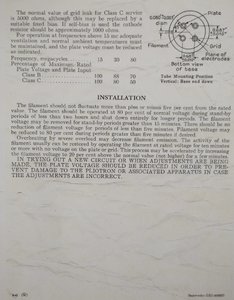 The normal value of grid leak for Class C service
is 5000 ohms, although this may be replaced by a
suitable fixed bias. If self-bias is used the cathode
resistor should be approximately 1000 ohms.
For operation at frequencies above 15 mc adequate
ventilation and normal ambient temperature must
be maintained, and the plate voltage must be reduced
as indicated.
Frequency, megacycles 15 30 80
Percentage of Maximum Rated
Plate Voltage and Plate Input
Class B 100 88 70
Class C 100 80 50
Plate
Filament
Grid
Plane of
electrodes
Bottom view
of base
Tube Mounting Position
Vertical: Base end down
INSTALLATION
The filament should not fluctuate more than plus or minus five per cent from the rated
value. The filament should be operated at 80 per cent of normal voltage during stand-by
periods of less than two hours and shut down entirely for longer periods. The filament
voltage may be removed for stand-by periods greater than 15 minutes. There should be no
reduction of filament voltage for periods of less than five minutes. Filament voltage may
be reduced to 80 per cent during periods greater than five minutes if desired.
Overheating by severe overload may decrease filament emission. The activity of the
filament usually can be restored by operating the filament at rated voltage for ten minutes
or more with no voltage on the plate or grid. This process may be accelerated by increasing
the filament voltage to 20 per cent above the normal value (not higher) for a few minutes.
IN TRYING OUT A NEW CIRCUIT OR WHEN ADJUSTMENTS ARE BEING
MADE, THE PLATE VOLTAGE SHOULD BE REDUCED IN ORDER TO PRE-
VENT DAMAGE TO THE PLIOTRON OR ASSOCIATED APPARATUS IN CASE
THE ADJUSTMENTS ARE INCORRECT.